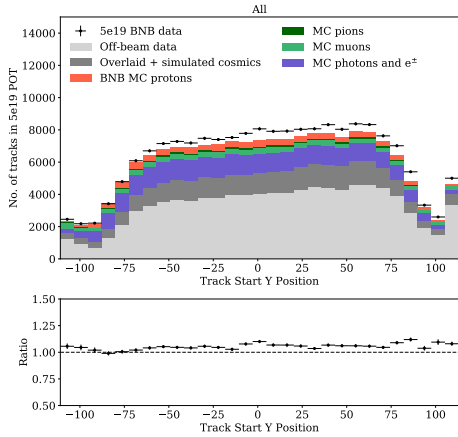 All
5e19 BNB data
Off-beam data
Overlaid + simulated cosmics
BNB MC protons
MC pions
MC muons
MC photons and e±
No. of tracks in 5e19 POT
14000
12000
10000
8000
6000
4000
2000
0
−100 −75 −50 −25 0 25 50 75 100
Track Start Y Position
Ratio
1.50
1.25
1.00
0.75
0.50
−100 −75 −50 −25 0 25 50 75 100
Track Start Y Position